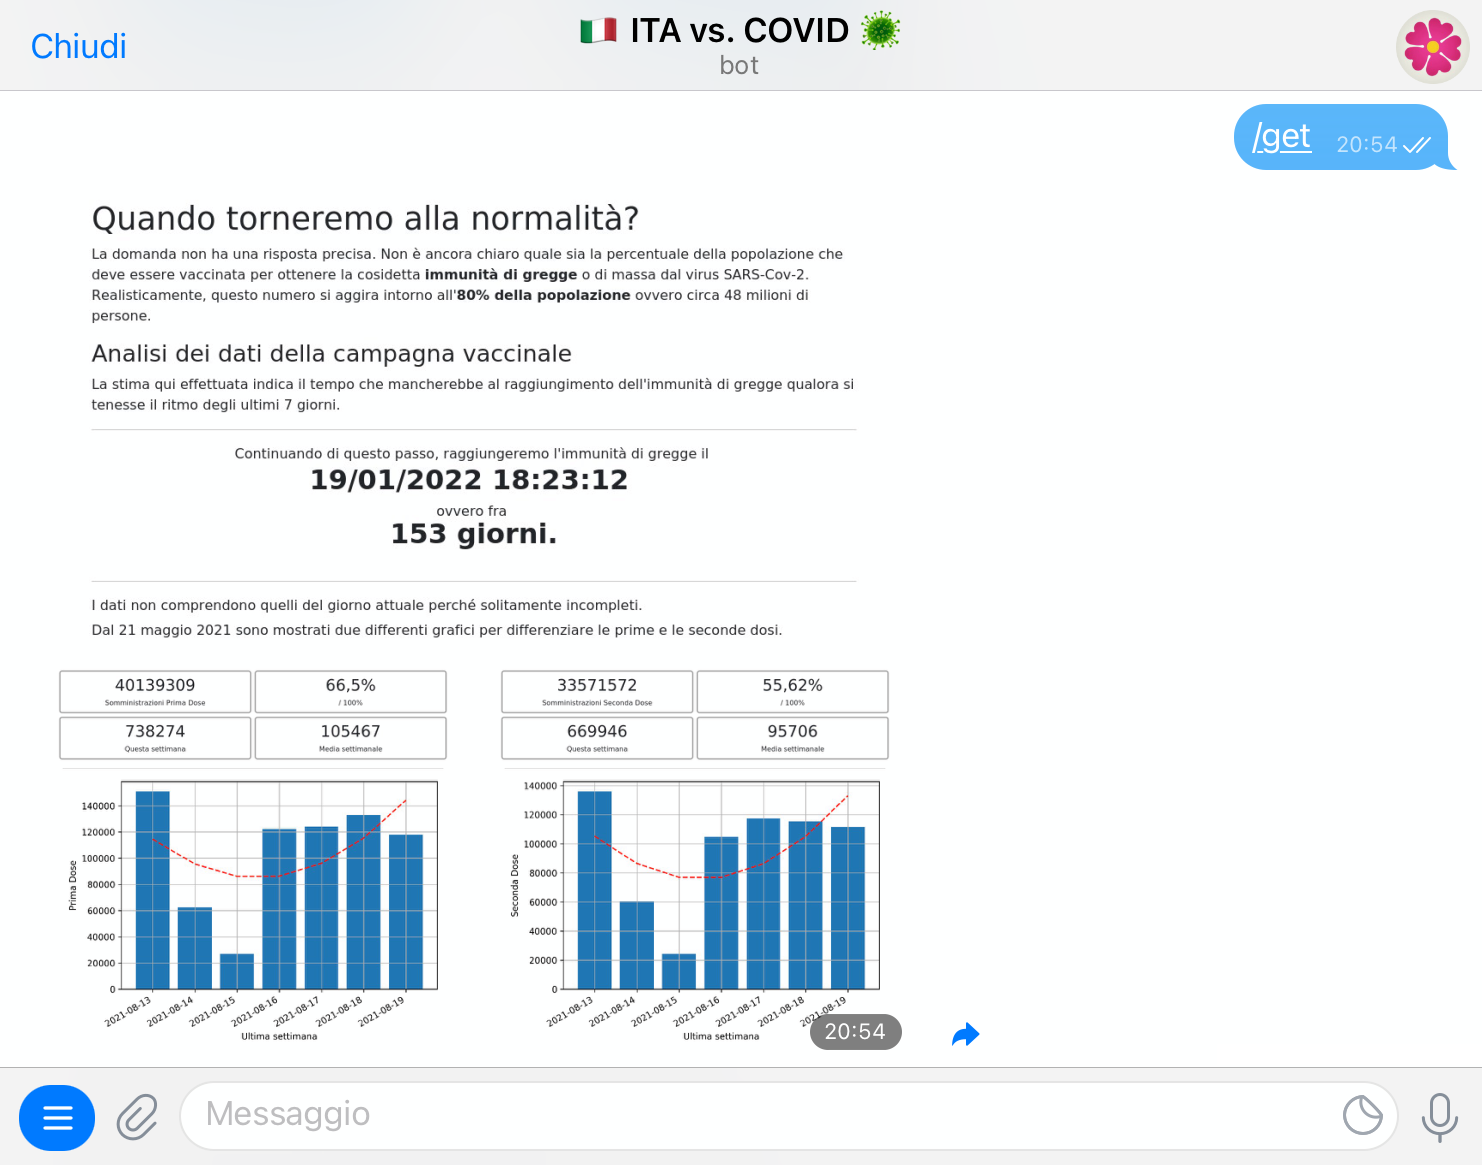 Chiudi
🇮🇹 ITA vs. COVID 🦠
bot
/get 20:54
Quando torneremo alla normalità?
La domanda non ha una risposta precisa. Non è ancora chiaro quale sia la percentuale della popolazione che
deve essere vaccinata per ottenere la cosidetta immunità di gregge o di massa dal virus SARS-Cov-2.
Realisticamente, questo numero si aggira intorno all'80% della popolazione ovvero circa 48 milioni di
persone.
Analisi dei dati della campagna vaccinale
La stima qui effettuata indica il tempo che mancherebbe al raggiungimento dell'immunità di gregge qualora si
tenesse il ritmo degli ultimi 7 giorni.
Continuando di questo passo, raggiungeremo l'immunità di gregge il
19/01/2022 18:23:12
ovvero fra
153 giorni.
I dati non comprendono quelli del giorno attuale perché solitamente incompleti.
Dal 21 maggio 2021 sono mostrati due differenti grafici per differenziare le prime e le seconde dosi.
40139309
Somministrazioni Prima Dose
66,5%
/ 100%
738274
Questa settimana
105467
Media settimanale
140000
120000
100000
80000
60000
40000
20000
0
Prima Dose
2021-08-13
2021-08-14
2021-08-15
2021-08-16
2021-08-17
2021-08-18
2021-08-19
Ultima settimana
33571572
Somministrazioni Seconda Dose
55,62%
/ 100%
669946
Questa settimana
95706
Media settimanale
140000
120000
100000
80000
60000
40000
20000
0
Seconda Dose
2021-08-13
2021-08-14
2021-08-15
2021-08-16
2021-08-17
2021-08-18
2021-08-19
Ultima settimana
20:54
Messaggio